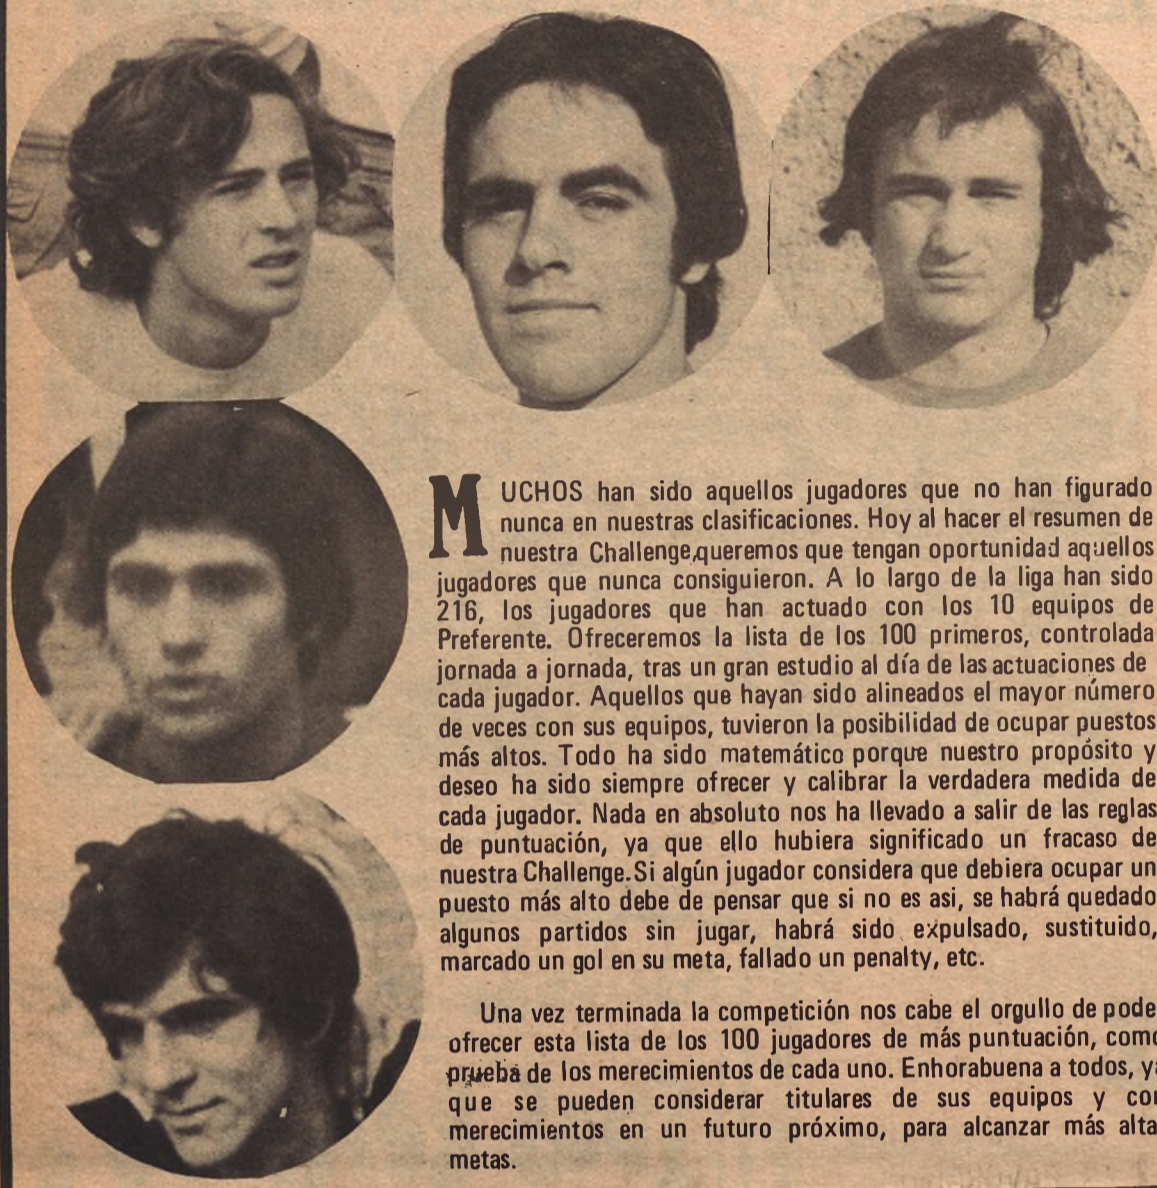 MUCHOS han sido aquellos jugadores que no han figurado
nunca en nuestras clasificaciones. Hoy al hacer el resumen de
nuestra Challenge,queremos que tengan oportunidad aquellos
jugadores que nunca consiguieron. A lo largo de la liga han sido
216, los jugadores que han actuado con los 10 equipos de
Preferente. Ofreceremos la lista de los 100 primeros, controlada
jornada a jornada, tras un gran estudio al día de las actuaciones de
cada jugador. Aquellos que hayan sido alineados el mayor número
de veces con sus equipos, tuvieron la posibilidad de ocupar puestos
más altos. Todo ha sido matemático porque nuestro propósito y
deseo ha sido siempre ofrecer y calibrar la verdadera medida de
cada jugador. Nada en absoluto nos ha llevado a salir de las reglas
de puntuación, ya que ello hubiera significado un fracaso de
nuestra Challenge.Si algún jugador considera que debiera ocupar un
puesto más alto debe de pensar que si no es asi, se habrá quedado
algunos partidos sin jugar, habrá sido expulsado, sustituido,
marcado un gol en su meta, fallado un penalty, etc.
Una vez terminada la competición nos cabe el orgullo de pode
ofrecer esta lista de los 100 jugadores de más puntuación, como
prueba de los merecimientos de cada uno. Enhorabuena a todos, ya
que se pueden considerar titulares de sus equipos y con
merecimientos en un futuro próximo, para alcanzar más alta
metas.